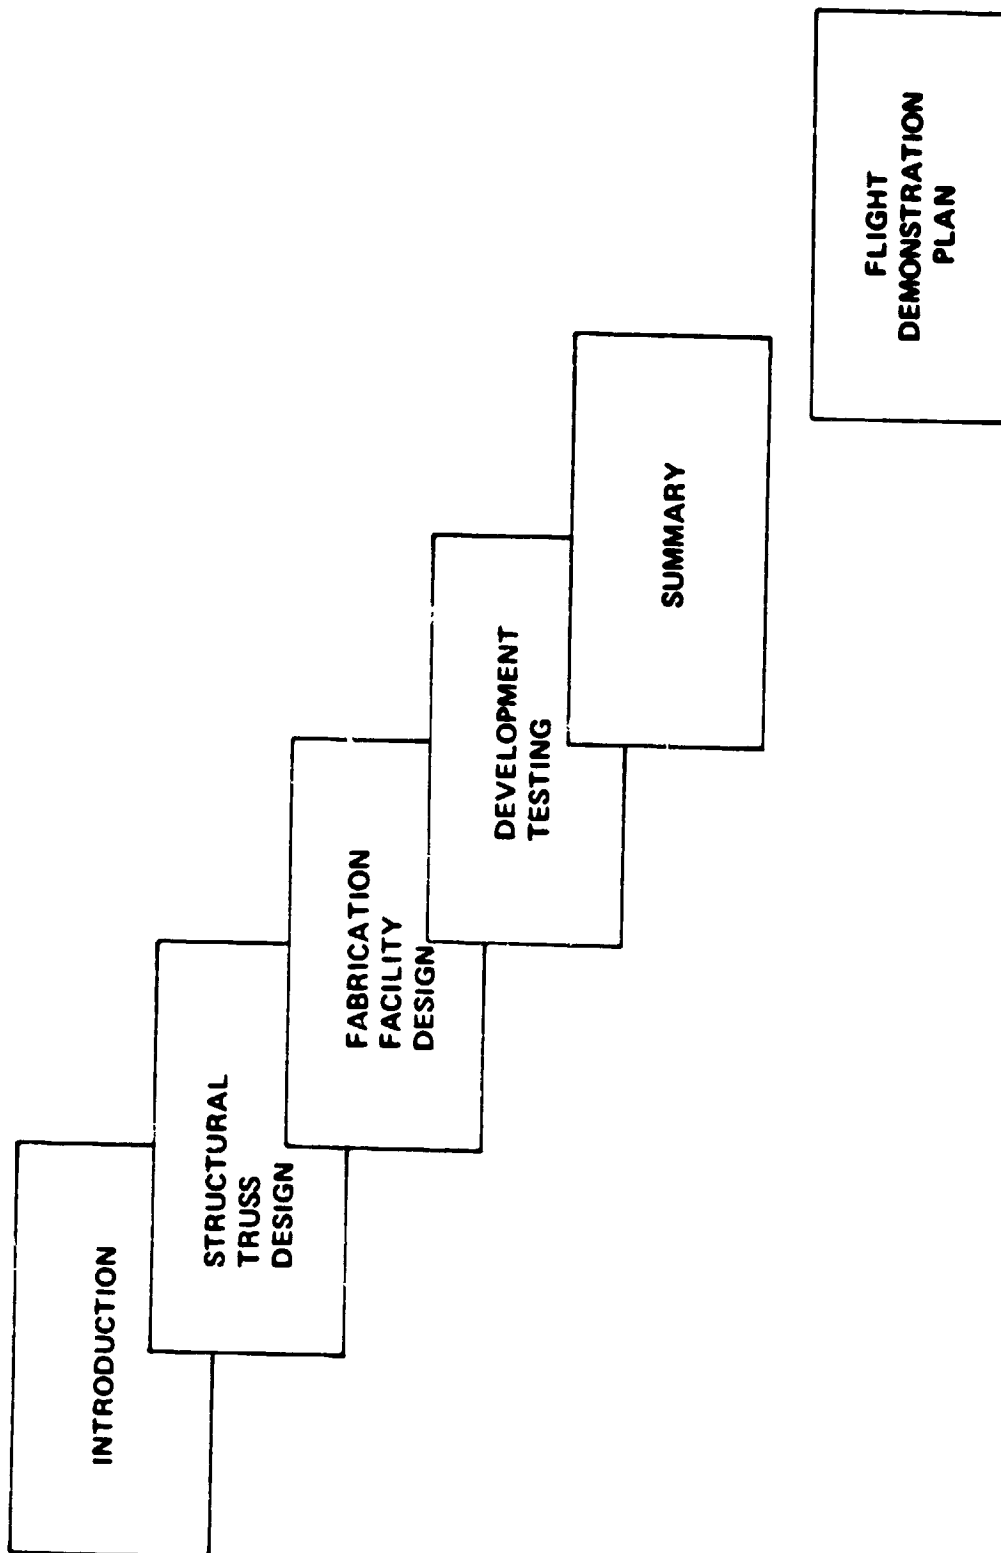 INTRODUCTION
STRUCTURAL
TRUSS
DESIGN
FABRICATION
FACILITY
DESIGN
DEVELOPMENT
TESTING
SUMMARY
FLIGHT
DEMONSTRATION
PLAN